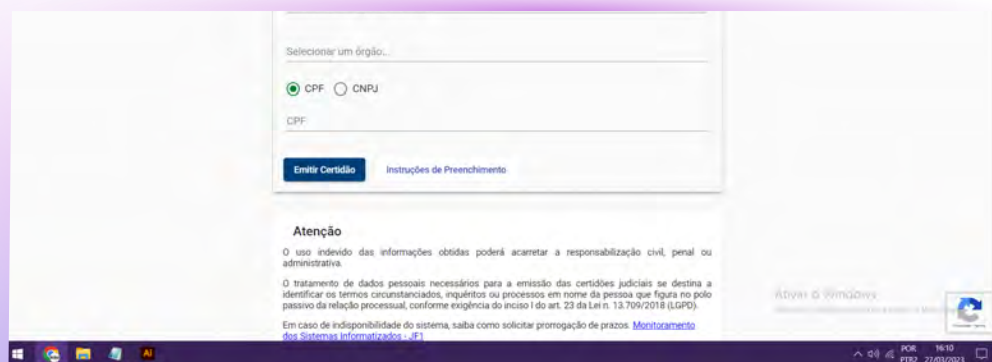 Selecionar um órgão...
CPF CNPJ
CPF
Emitir Certidão Instruções de Preenchimento
Atenção
O uso indevido das informações obtidas poderá acarretar a responsabilização civil, penal ou
administrativa.
O tratamento de dados pessoais necessários para a emissão das certidões judiciais se destina a
identificar os termos circunstanciados, inquéritos ou processos em nome da pessoa que figura no polo
passivo da relação processual, conforme exigência do inciso I do art. 23 da Lei n. 13.709/2018 (LGPD).
Em caso de indisponibilidade do sistema, saiba como solicitar prorrogação de prazos. Monitoramento
dos Sistemas Informatizados - JF1
Ativar o Windows
Ai
POR 16:10
PTB2 27/03/2023